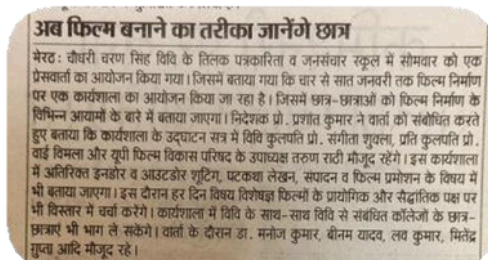 अब फिल्म बनाने का तरीका जानेंगे छात्र
मेरठ: चौधरी चरण सिंह विवि के तिलक पत्रकारिता व जनसंचार स्कूल में सोमवार को एक
प्रेसवार्ता का आयोजन किया गया। जिसमें बताया गया कि चार से सात जनवरी तक फिल्म निर्माण
पर एक कार्यशाला का आयोजन किया जा रहा है। जिसमें छात्र-छात्राओं को फिल्म निर्माण के
विभिन्न आयामों के बारे में बताया जाएगा। निदेशक प्रो. प्रशांत कुमार ने वार्ता को संबोधित करते
हुए बताया कि कार्यशाला के उद्घाटन सत्र में विवि कुलपति प्रो. संगीता शुक्ला, प्रति कुलपति प्रो.
वाई विमला और यूपी फिल्म विकास परिषद के उपाध्यक्ष तरुण राठी मौजूद रहेंगे। इस कार्यशाला
में अतिरिक्त इनडोर व आउटडोर शूटिंग, पटकथा लेखन, संपादन व फिल्म प्रमोशन के विषय में
भी बताया जाएगा। इस दौरान हर दिन विषय विशेषज्ञ फिल्मों के प्रायोगिक और सैद्धांतिक पक्ष पर
भी विस्तार में चर्चा करेंगे। कार्यशाला में विवि के साथ-साथ विवि से संबंधित कॉलेजों के छात्र-
छात्राएं भी भाग ले सकेंगे। वार्ता के दौरान डा. मनोज कुमार, बीनम यादव, लव कुमार, मितेंद्र
गुप्ता आदि मौजूद रहे।